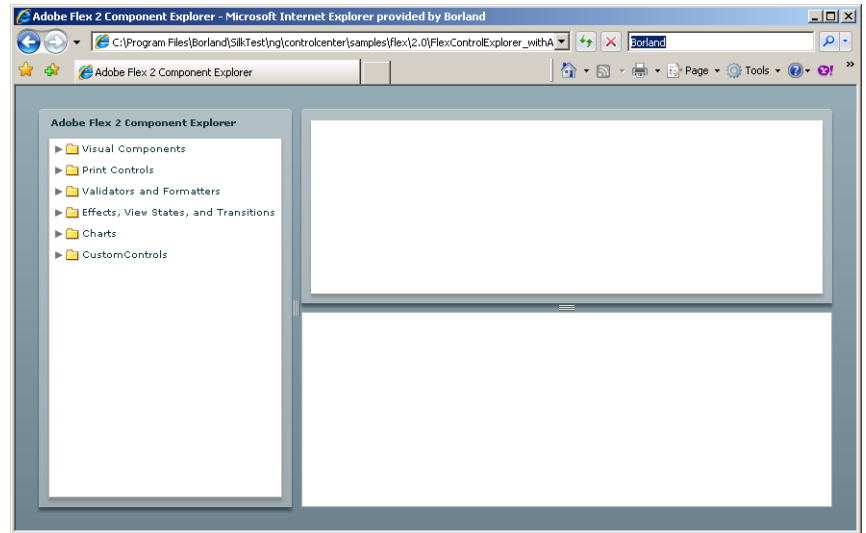 Adobe Flex 2 Component Explorer - Microsoft Internet Explorer provided by Borland
C:\Program Files\Borland\SilkTest\ng\controlcenter\samples\flex\2.0\FlexControlExplorer_withA
Borland
Adobe Flex 2 Component Explorer
Page
Tools
Adobe Flex 2 Component Explorer
Visual Components
Print Controls
Validators and Formatters
Effects, View States, and Transitions
Charts
CustomControls